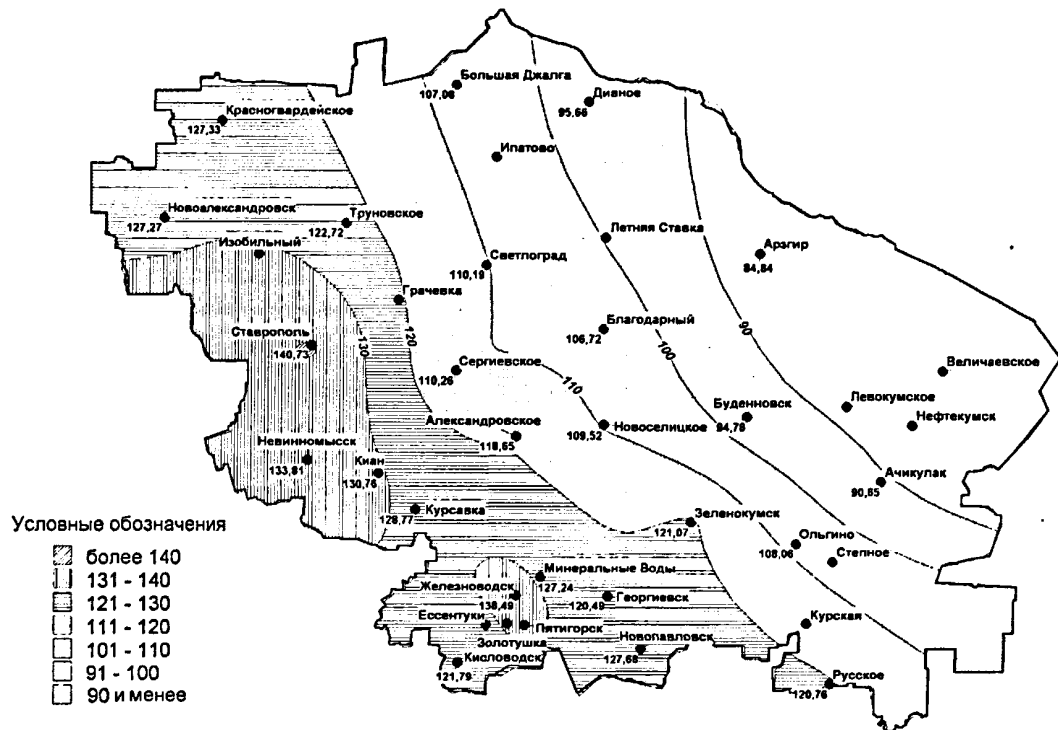 Большая Джалга
107,06
Дивное
95,66
Красногвардейское
127,33
Ипатово
Новоалександровск
127,27
Труновское
122,72
Летняя Ставка
Изобильный
Светлоград
110,19
Арзгир
84,84
Грачевка
120
130
Ставрополь
140,73
Благодарный
106,72
90
100
Сергиевское
110,26
110
Величаевское
Левокумское
Нефтекумск
Буденновск
94,76
Александровское
118,65
Новоселицкое
109,52
Невинномысск
133,81
Киан
130,76
Ачикулак
90,85
Курсавка
128,77
Зеленокумск
121,07
Ольгино
108,06
Степное
Условные обозначения
более 140
131 - 140
121 - 130
111 - 120
101 - 110
91 - 100
90 и менее
Минеральные Воды
127,24
Железноводск
138,49
Георгиевск
120,49
Ессентуки
Пятигорск
Золотушка
Курская
Новопавловск
127,68
Кисловодск
121,79
Русское
120,76